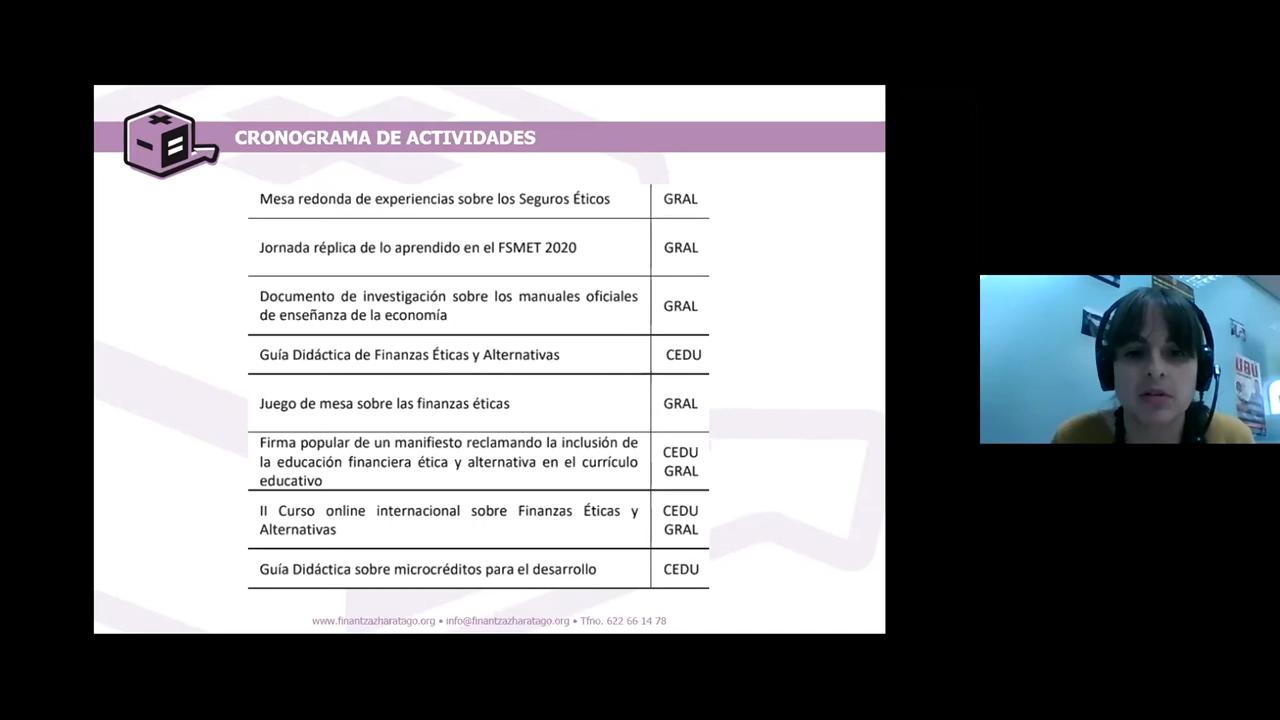 CRONOGRAMA DE ACTIVIDADES
Mesa redonda de experiencias sobre los Seguros Éticos
GRAL
Jornada réplica de lo aprendido en el FSMET 2020
GRAL
Documento de investigación sobre los manuales oficiales
de enseñanza de la economía
GRAL
Guía Didáctica de Finanzas Éticas y Alternativas
CEDU
Juego de mesa sobre las finanzas éticas
GRAL
Firma popular de un manifiesto reclamando la inclusión de
la educación financiera ética y alternativa en el currículo
educativo
CEDU
GRAL
II Curso online internacional sobre Finanzas Éticas y
Alternativas
CEDU
GRAL
Guía Didáctica sobre microcréditos para el desarrollo
CEDU
www.finantzazharatago.org • info@finantzazharatago.org • Tfno. 622 66 14 78